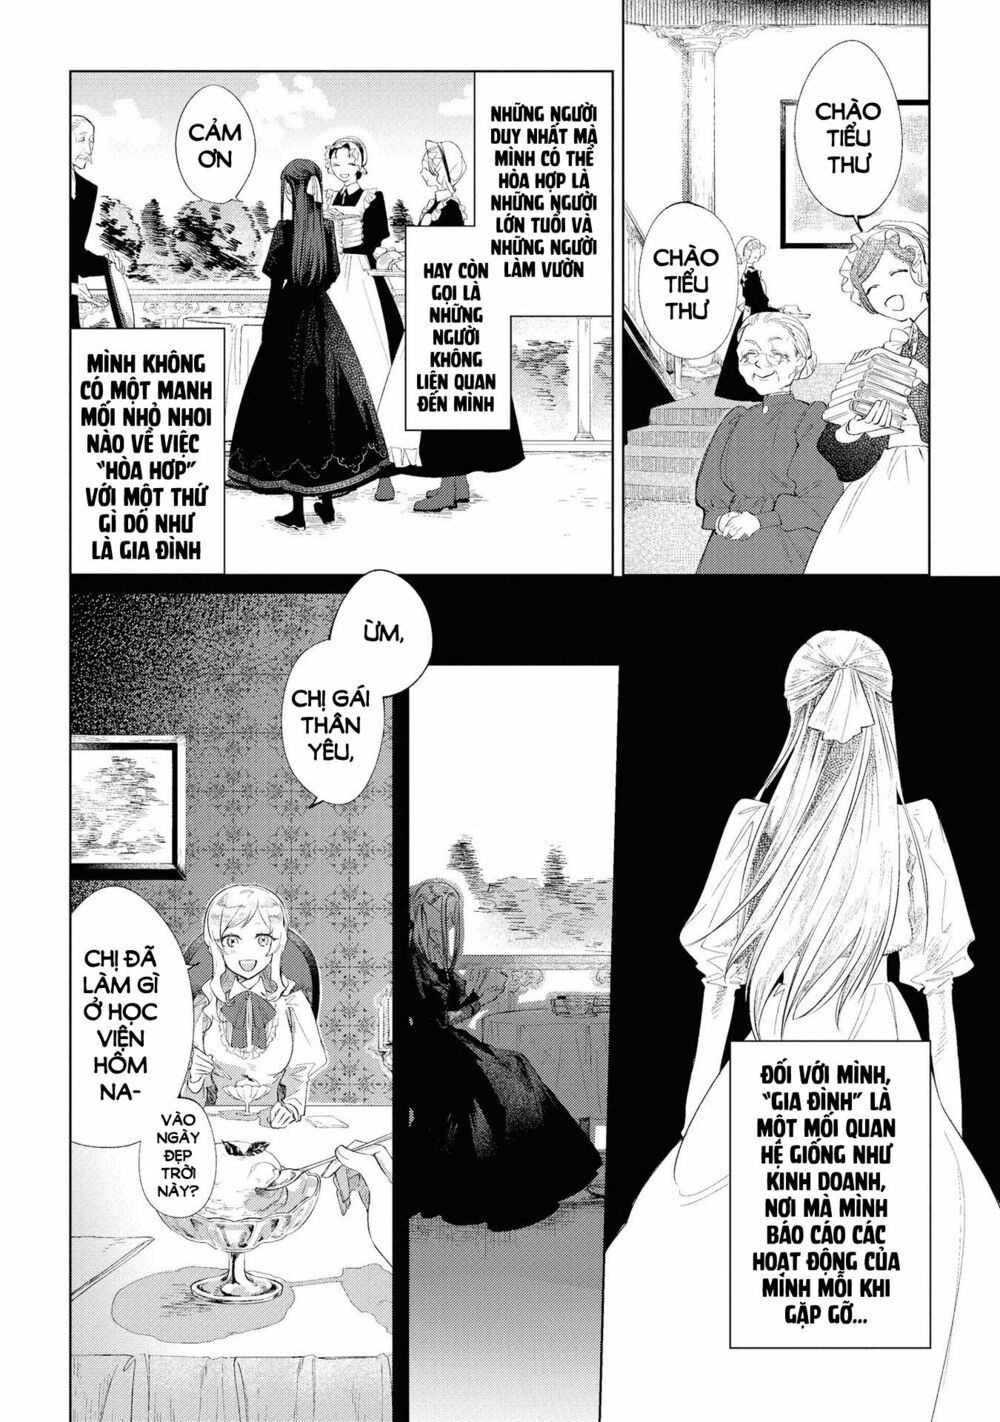 CHÀO
TIỂU
THƯ
CHÀO
TIỂU
THƯ
NHỮNG NGƯỜI
DUY NHẤT MÀ
MÌNH CÓ THỂ
HÒA HỢP LÀ
NHỮNG NGƯỜI
LỚN TUỔI VÀ
NHỮNG NGƯỜI
LÀM VƯỜN
HAY CÒN
GỌI LÀ
NHỮNG
NGƯỜI
KHÔNG
LIÊN QUAN
ĐẾN MÌNH
CẢM
ƠN
MÌNH KHÔNG
CÓ MỘT MANH
MỐI NHỎ NHOI
NÀO VỀ VIỆC
“HÒA HƠP”
VỚI MỘT THỨ
GÌ DÓ NHƯ
LÀ GIA ĐÌNH
ĐỐI VỚI MÌNH,
“GIA ĐÌNH” LÀ
MỘT MỐI QUAN
HỆ GIỐNG NHƯ
KINH DOANH,
NƠI MÀ MÌNH
BÁO CÁO CÁC
HOẠT ĐỘNG CỦA
MÌNH MỖI KHI
GẶP GỠ...
ỪM,
CHỊ GÁI
THÂN
YÊU,
CHỊ ĐÃ
LÀM GÌ
Ở HỌC
VIỆN
HÔM
NA-
VÀO
NGÀY
ĐẸP
TRỜI
NÀY?